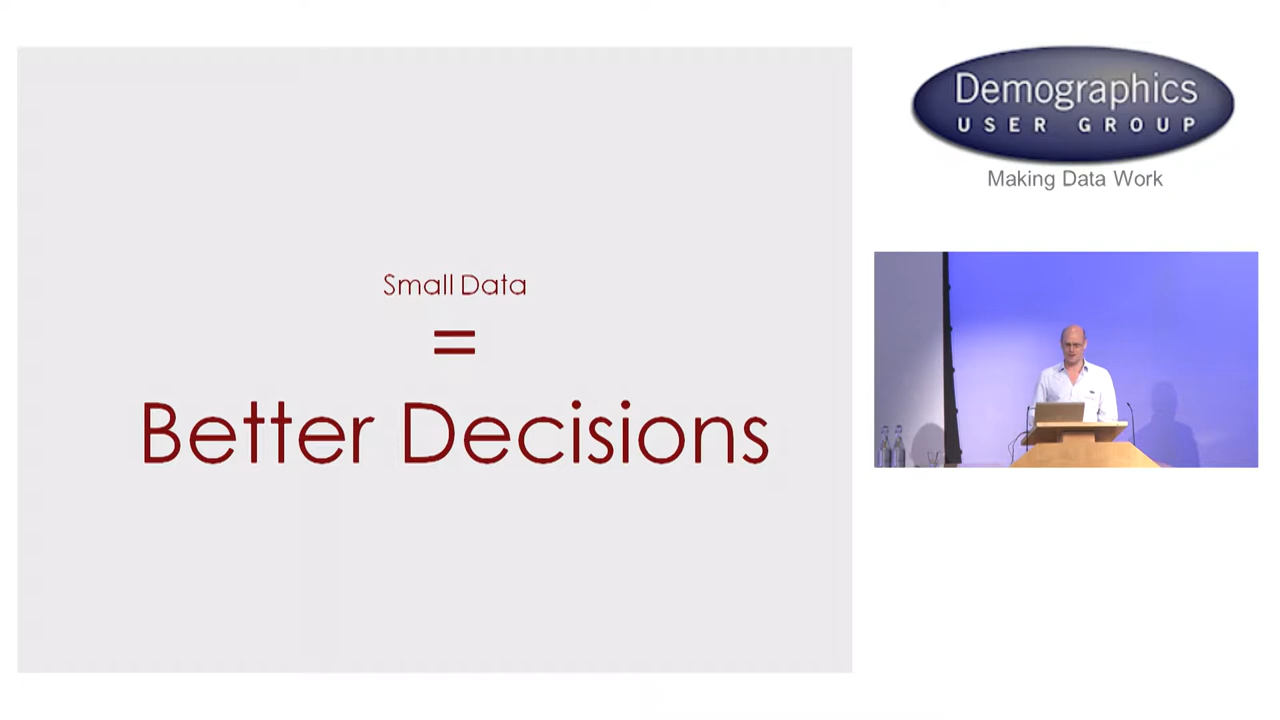 Small Data
=
Better Decisions
Demographics
USER GROUP
Making Data Work